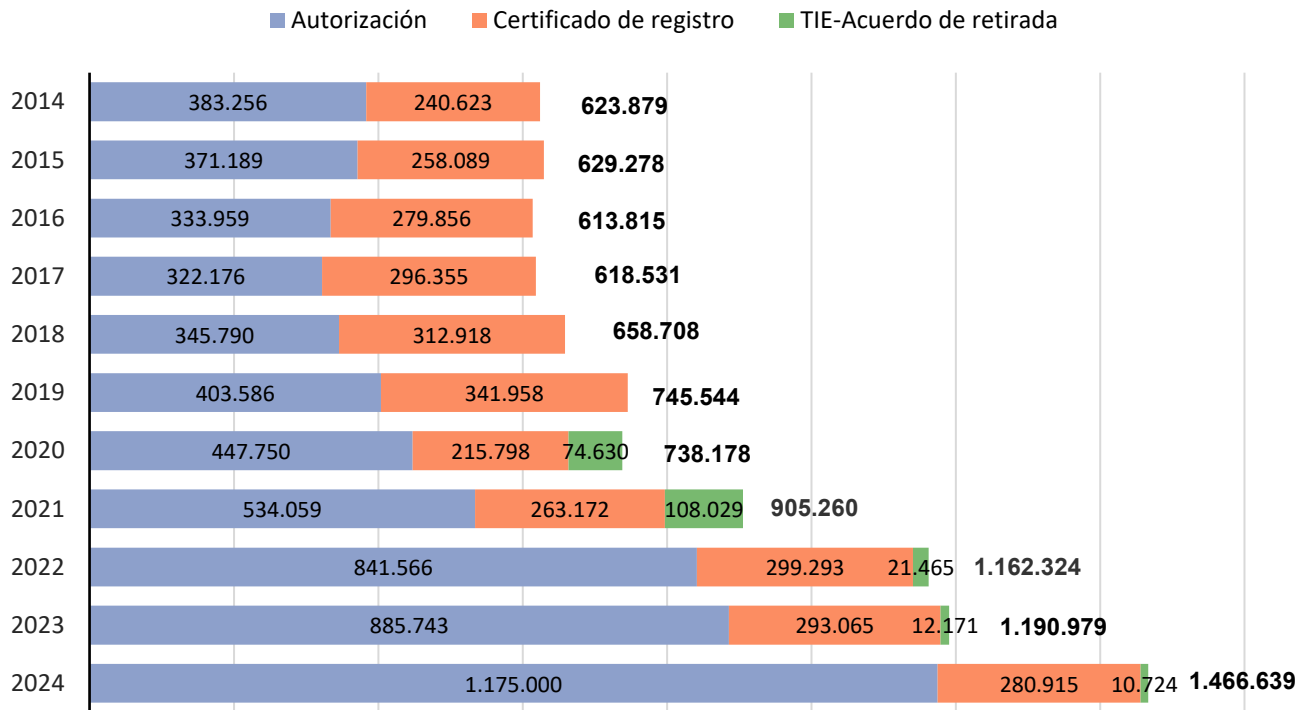 Autorización Certificado de registro TIE-Acuerdo de retirada
2014 383.256 240.623 623.879
2015 371.189 258.089 629.278
2016 333.959 279.856 613.815
2017 322.176 296.355 618.531
2018 345.790 312.918 658.708
2019 403.586 341.958 745.544
2020 447.750 215.798 74.630 738.178
2021 534.059 263.172 108.029 905.260
2022 841.566 299.293 21.465 1.162.324
2023 885.743 293.065 12.171 1.190.979
2024 1.175.000 280.915 10.724 1.466.639